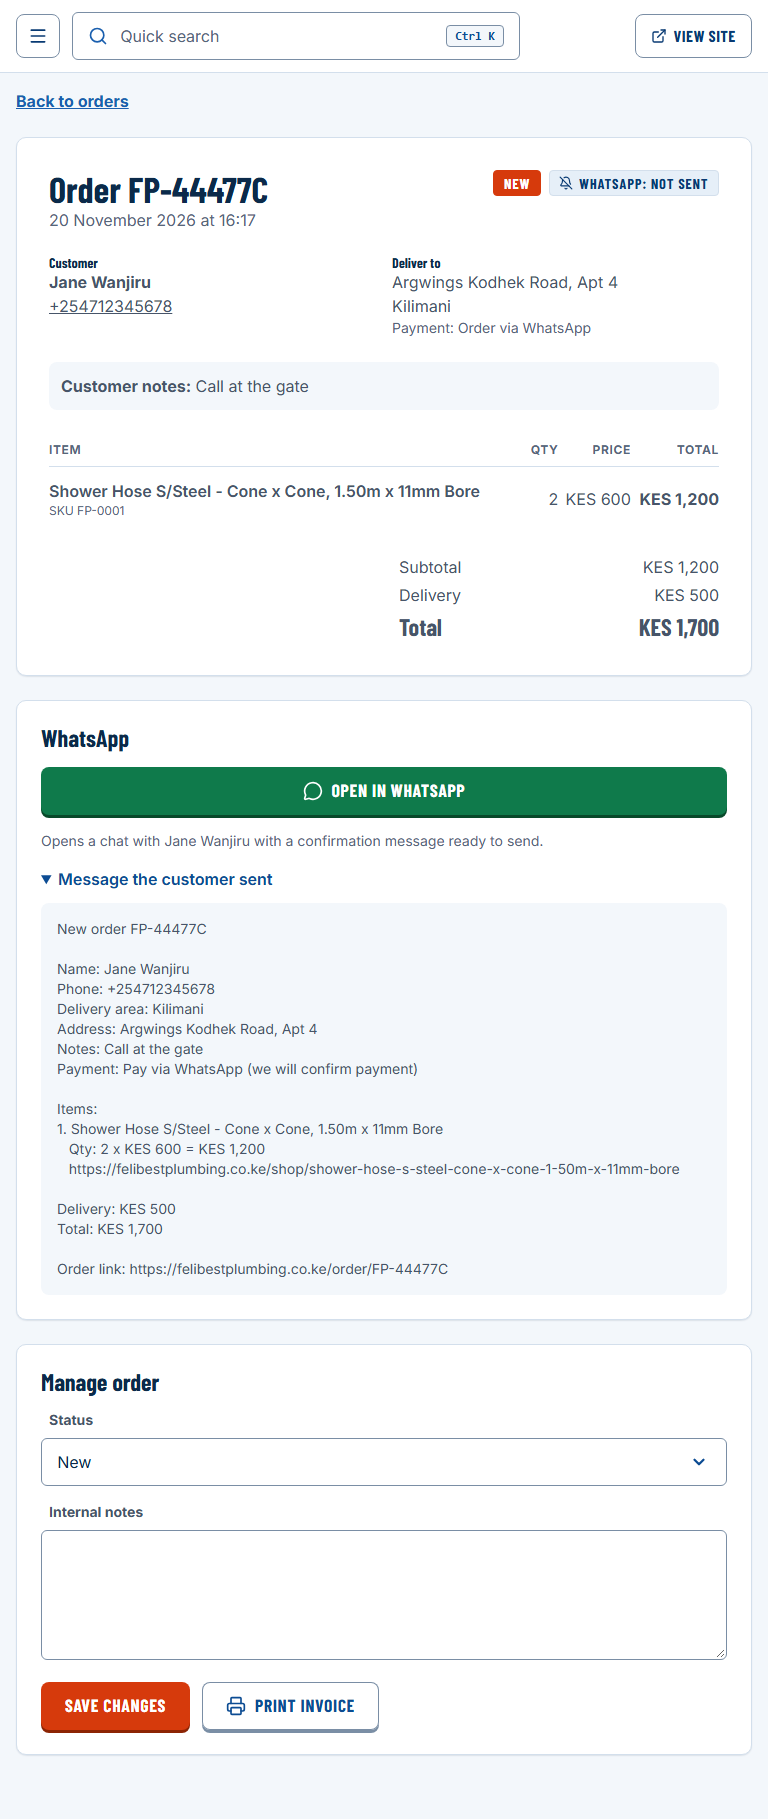 Quick search
Ctrl K
VIEW SITE
Back to orders
Order FP-44477C
NEW
WHATSAPP: NOT SENT
20 November 2026 at 16:17
Customer
Jane Wanjiru
+254712345678
Deliver to
Argwings Kodhek Road, Apt 4
Kilimani
Payment: Order via WhatsApp
Customer notes: Call at the gate
ITEM QTY PRICE TOTAL
Shower Hose S/Steel - Cone x Cone, 1.50m x 11mm Bore 2 KES 600 KES 1,200
SKU FP-0001
Subtotal KES 1,200
Delivery KES 500
Total KES 1,700
WhatsApp
OPEN IN WHATSAPP
Opens a chat with Jane Wanjiru with a confirmation message ready to send.
Message the customer sent
New order FP-44477C
Name: Jane Wanjiru
Phone: +254712345678
Delivery area: Kilimani
Address: Argwings Kodhek Road, Apt 4
Notes: Call at the gate
Payment: Pay via WhatsApp (we will confirm payment)
Items:
1. Shower Hose S/Steel - Cone x Cone, 1.50m x 11mm Bore
Qty: 2 x KES 600 = KES 1,200
https://felibestplumbing.co.ke/shop/shower-hose-s-steel-cone-x-cone-1-50m-x-11mm-bore
Delivery: KES 500
Total: KES 1,700
Order link: https://felibestplumbing.co.ke/order/FP-44477C
Manage order
Status
New
Internal notes
SAVE CHANGES
PRINT INVOICE